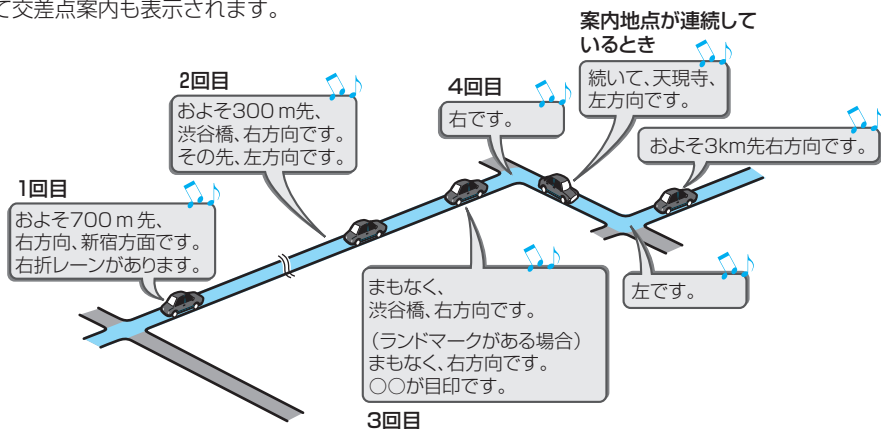 て交差点案内も表示されます。
1回目
およそ700 m 先、
右方向、新宿方面です。
右折レーンがあります。
2回目
およそ300 m先、
渋谷橋、右方向です。
その先、左方向です。
まもなく、
渋谷橋、右方向です。
(ランドマークがある場合)
まもなく、右方向です。
○○が目印です。
3回目
4回目
右です。
案内地点が連続して
いるとき
続いて、天現寺、
左方向です。
左です。
およそ3km先右方向です。